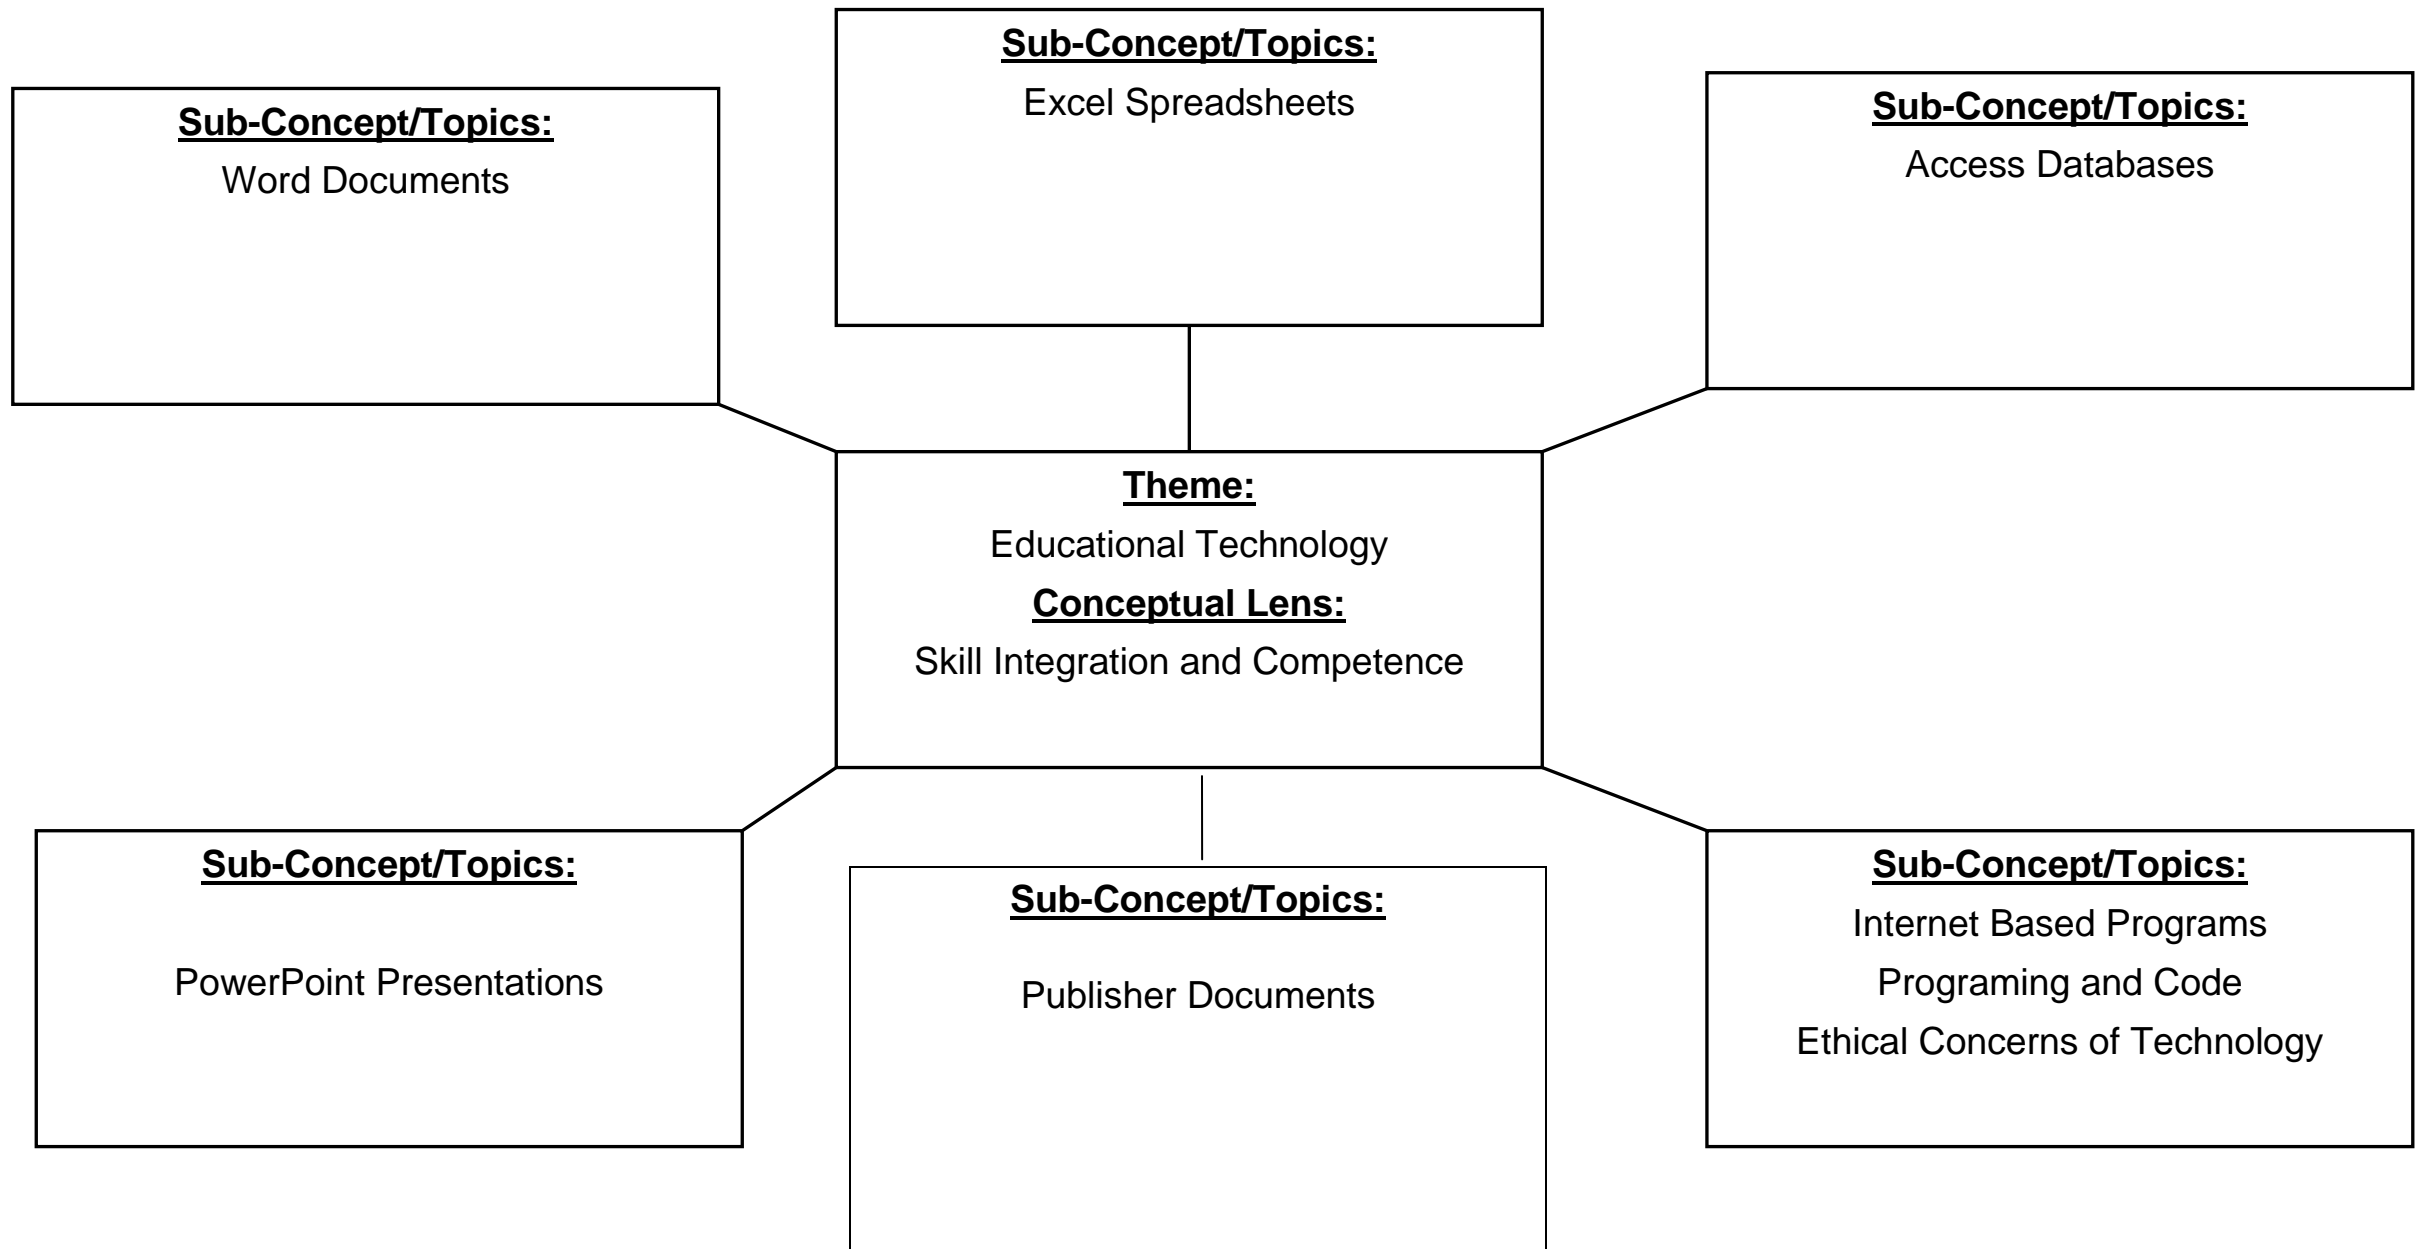 Sub-Concept/Topics:
Word Documents
Sub-Concept/Topics:
Excel Spreadsheets
Sub-Concept/Topics:
Access Databases
Theme:
Educational Technology
Conceptual Lens:
Skill Integration and Competence
Sub-Concept/Topics:
PowerPoint Presentations
Sub-Concept/Topics:
Publisher Documents
Sub-Concept/Topics:
Internet Based Programs
Programing and Code
Ethical Concerns of Technology